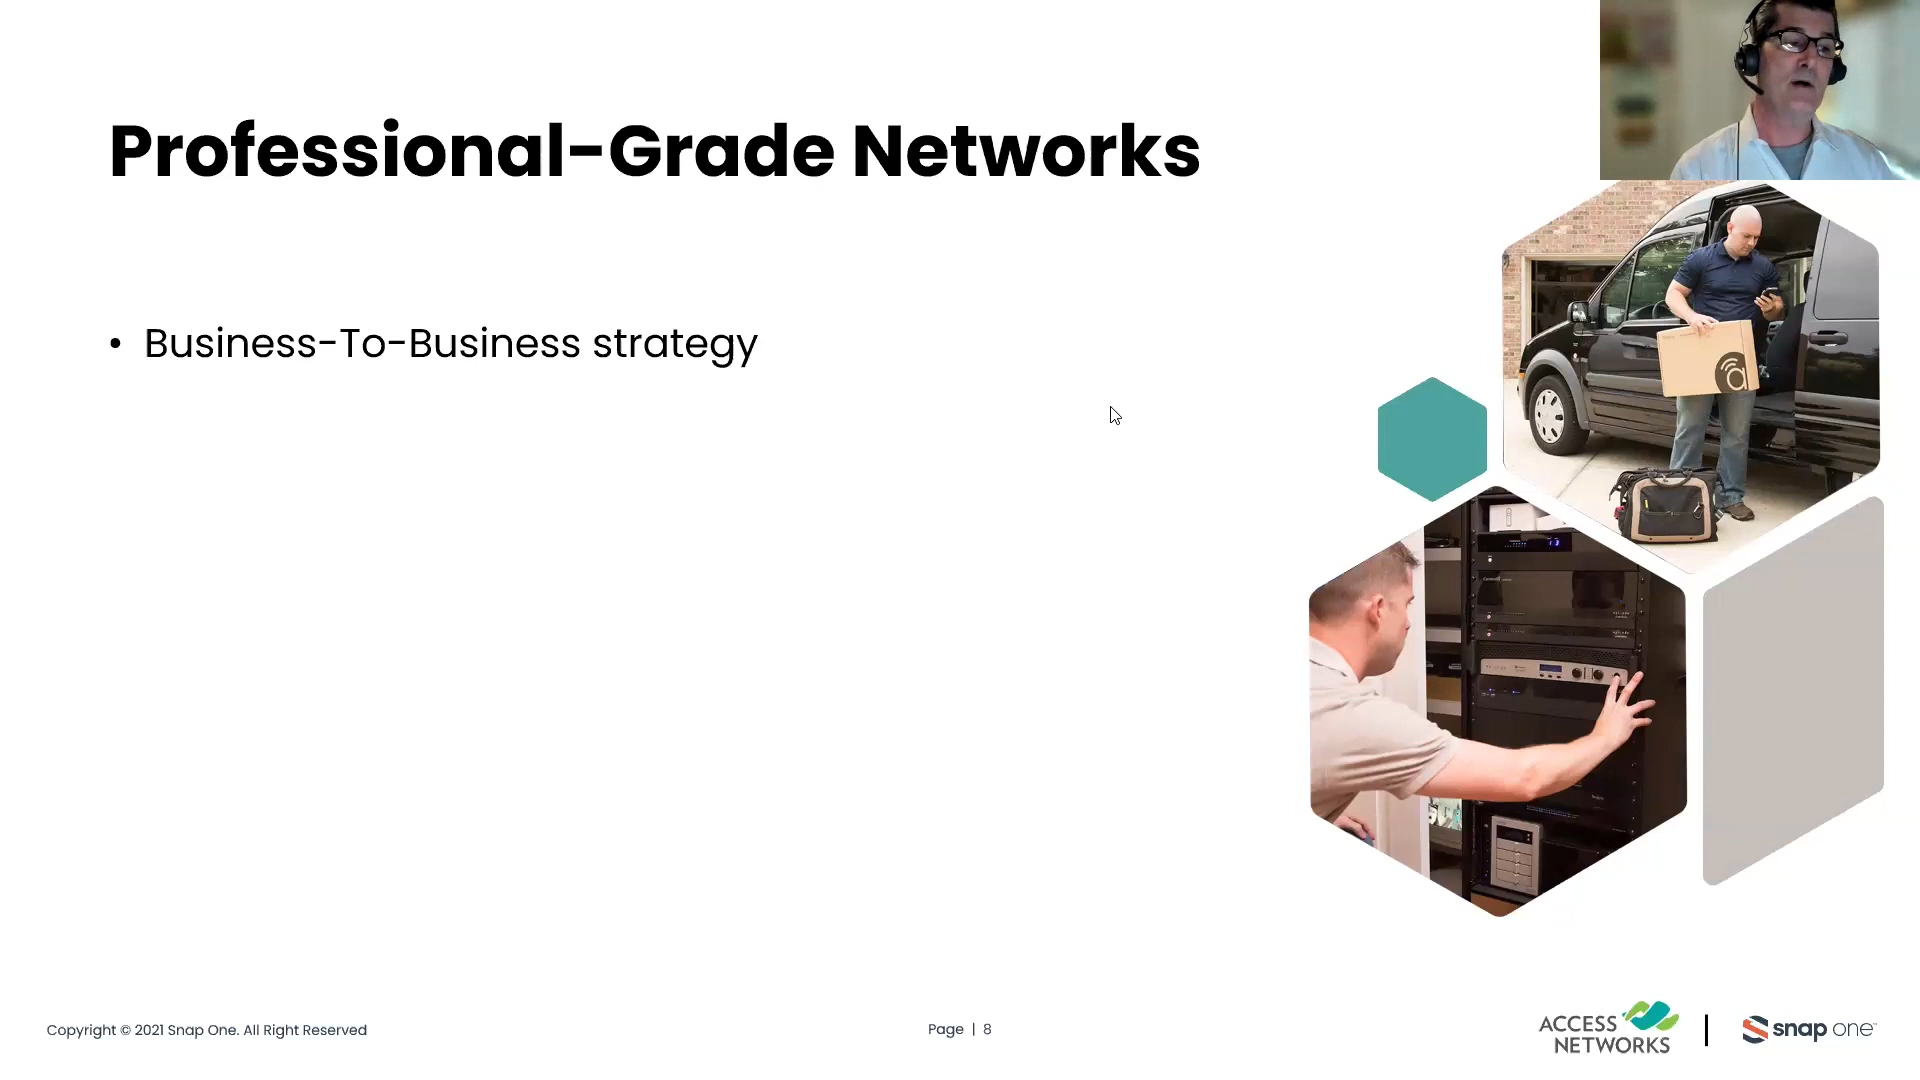 Professional-Grade Networks
• Business-To-Business strategy
Copyright © 2021 Snap One. All Right Reserved
Page | 8
ACCESS
NETWORKS
snap one™